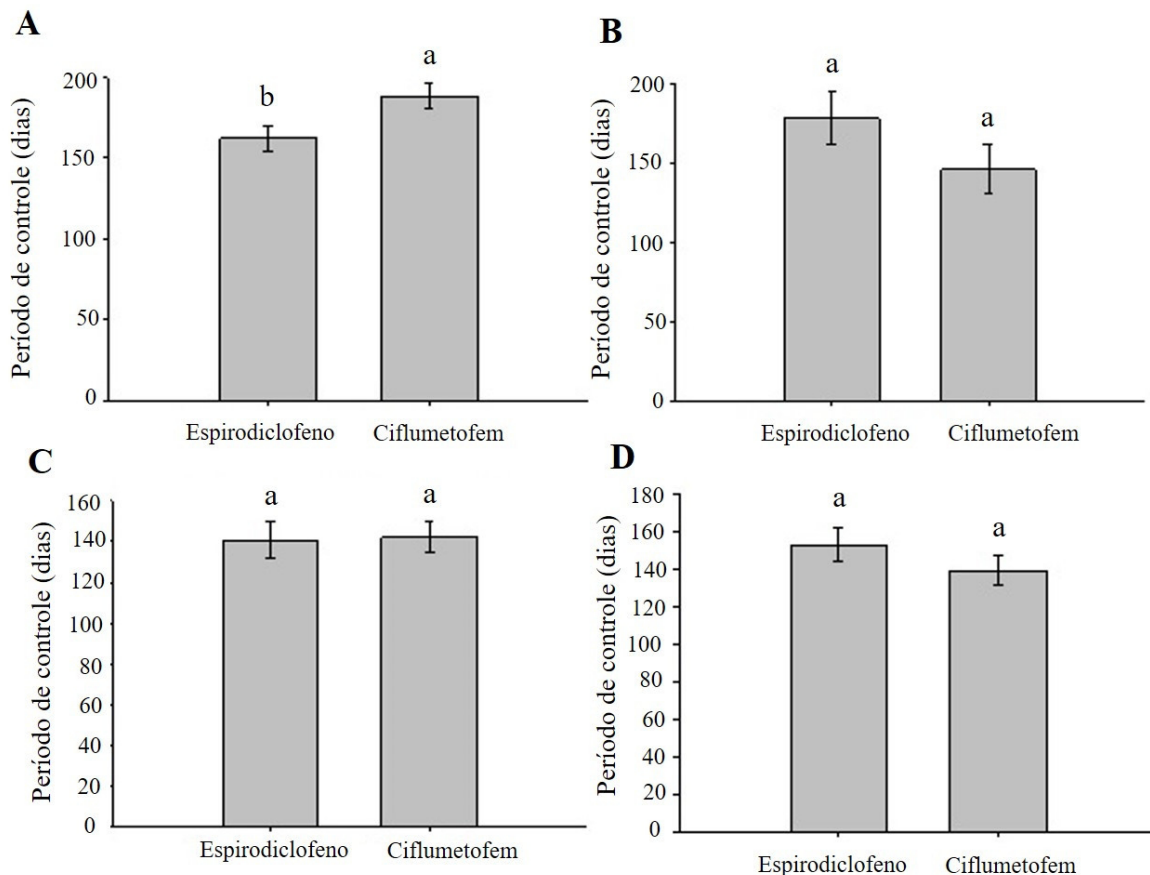 A
Período de controle (dias)
200
150
100
50
0
b
a
Espirodiclofeno
Ciflumetofem
B
Período de controle (dias)
200
150
100
50
0
a
a
Espirodiclofeno
Ciflumetofem
C
Período de controle (dias)
160
140
120
100
80
60
40
20
0
a
a
Espirodiclofeno
Ciflumetofem
D
Período de controle (dias)
180
160
140
120
100
80
60
40
20
0
a
a
Espirodiclofeno
Ciflumetofem